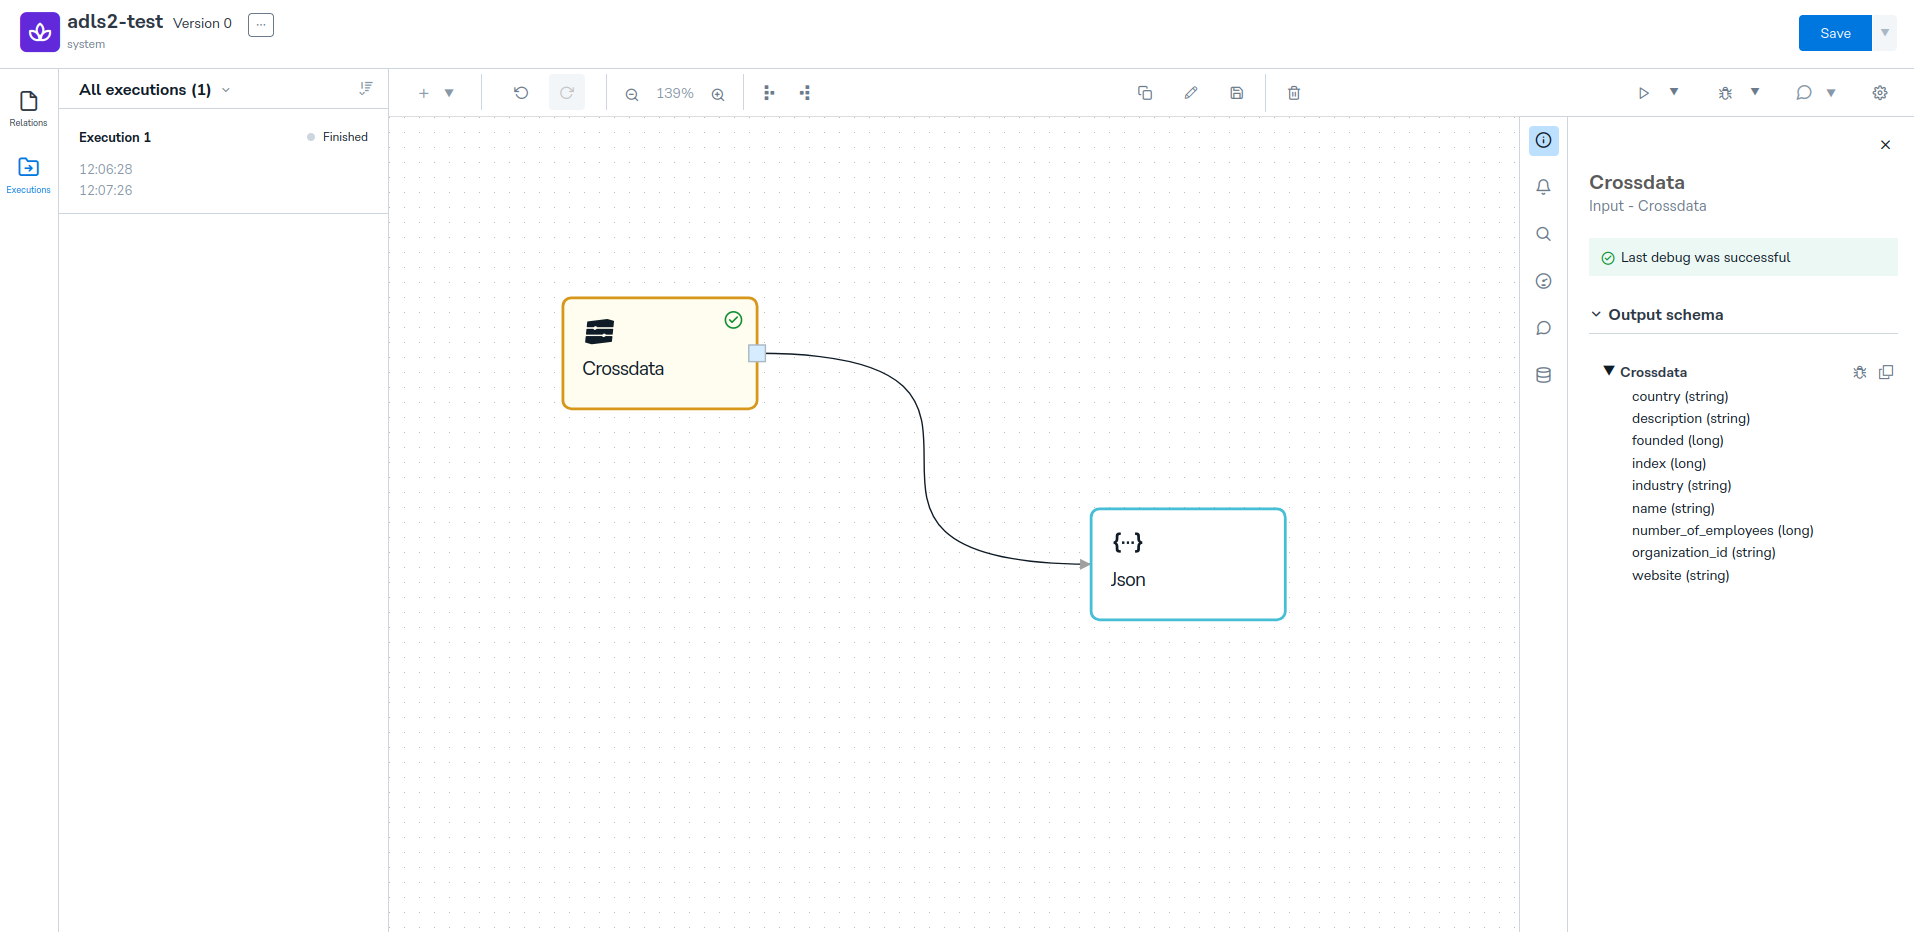 adls2-test Version 0
system
Save
Relations
Executions
All executions (1)
Execution 1 Finished
12:06:28
12:07:26
139%
Crossdata
Json
Crossdata
Input - Crossdata
Last debug was successful
Output schema
Crossdata
country (string)
description (string)
founded (long)
index (long)
industry (string)
name (string)
number_of_employees (long)
organization_id (string)
website (string)